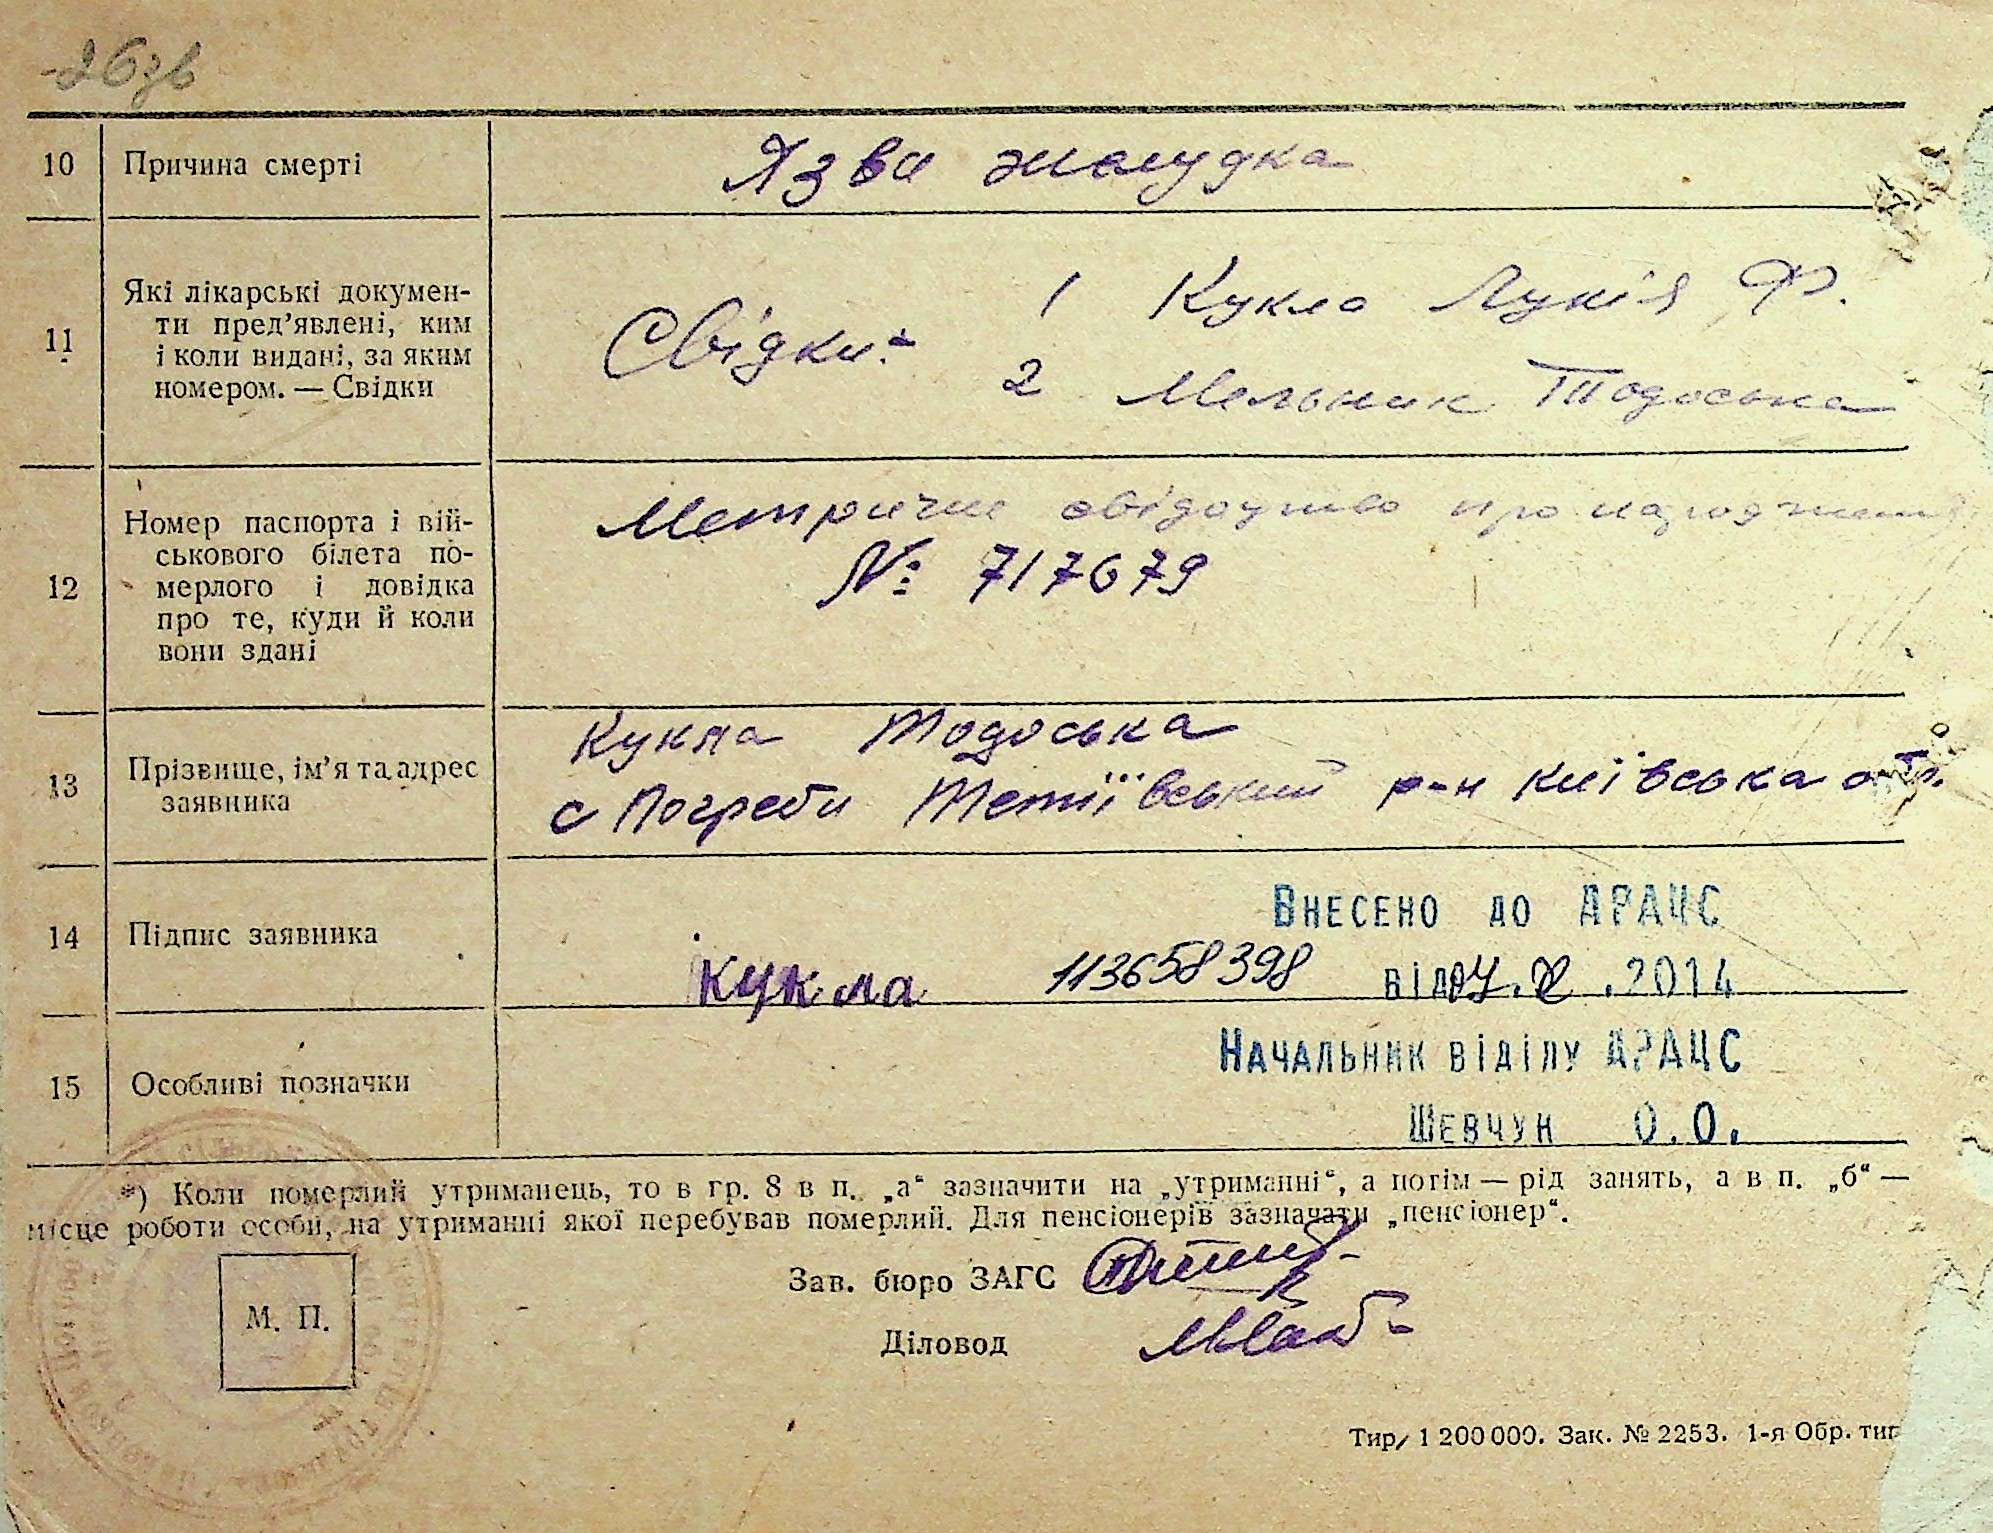 26зв
10 Причина смерті Язва жалудка
11 Які лікарські докумен-
ти пред’явлені, ким
і коли видані, за яким
номером. — Свідки
Свідки: 1 Кукла Лукія Ф.
2 Мельник Тодоська
12 Номер паспорта і вій-
ськового білета по-
мерлого і довідка
про те, куди й коли
вони здані
Метричне свідоцтво про народження
№ 717679
13 Прізвище, ім’я та адрес
заявника
Кукла Тодоська
с Погреби Тетіївський р-н Київська обл.
14 Підпис заявника Кукла
Внесено до ДРАЦС
113658398 від .2014
15 Особливі позначки
Начальник відділу ДРАЦС
Шевчун О.О.
*) Коли померлий утриманець, то в гр. 8 в п. „а“ зазначити на „утриманні“, а потім — рід занять, а в п. „б“ —
місце роботи особи, на утриманні якої перебував померлий. Для пенсіонерів зазначати „пенсіонер“.
М. П.
Зав. бюро ЗАГС
Діловод
Тир. 1 200 000. Зак. № 2253. 1-я Обр. тип